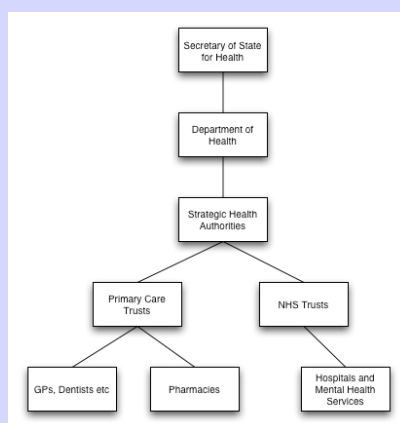 Secretary of State
for Health
Department of
Health
Strategic Health
Authorities
Primary Care
Trusts
NHS Trusts
GPs, Dentists etc
Pharmacies
Hospitals and
Mental Health
Services